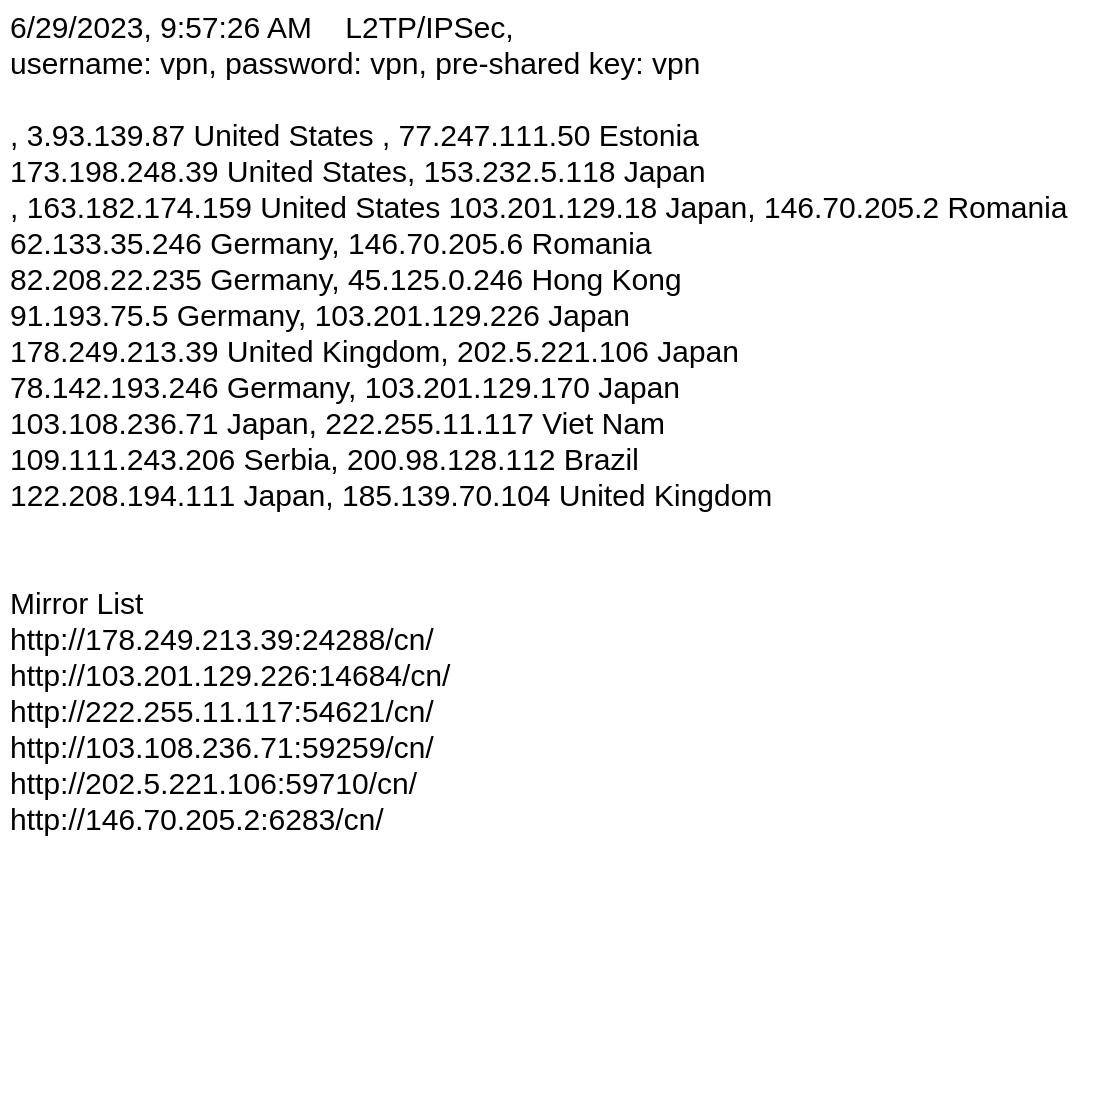 6/29/2023, 9:57:26 AM    L2TP/IPSec,
username: vpn, password: vpn, pre-shared key: vpn
, 3.93.139.87 United States , 77.247.111.50 Estonia
173.198.248.39 United States, 153.232.5.118 Japan
, 163.182.174.159 United States 103.201.129.18 Japan, 146.70.205.2 Romania
62.133.35.246 Germany, 146.70.205.6 Romania
82.208.22.235 Germany, 45.125.0.246 Hong Kong
91.193.75.5 Germany, 103.201.129.226 Japan
178.249.213.39 United Kingdom, 202.5.221.106 Japan
78.142.193.246 Germany, 103.201.129.170 Japan
103.108.236.71 Japan, 222.255.11.117 Viet Nam
109.111.243.206 Serbia, 200.98.128.112 Brazil
122.208.194.111 Japan, 185.139.70.104 United Kingdom
Mirror List
http://178.249.213.39:24288/cn/
http://103.201.129.226:14684/cn/
http://222.255.11.117:54621/cn/
http://103.108.236.71:59259/cn/
http://202.5.221.106:59710/cn/
http://146.70.205.2:6283/cn/